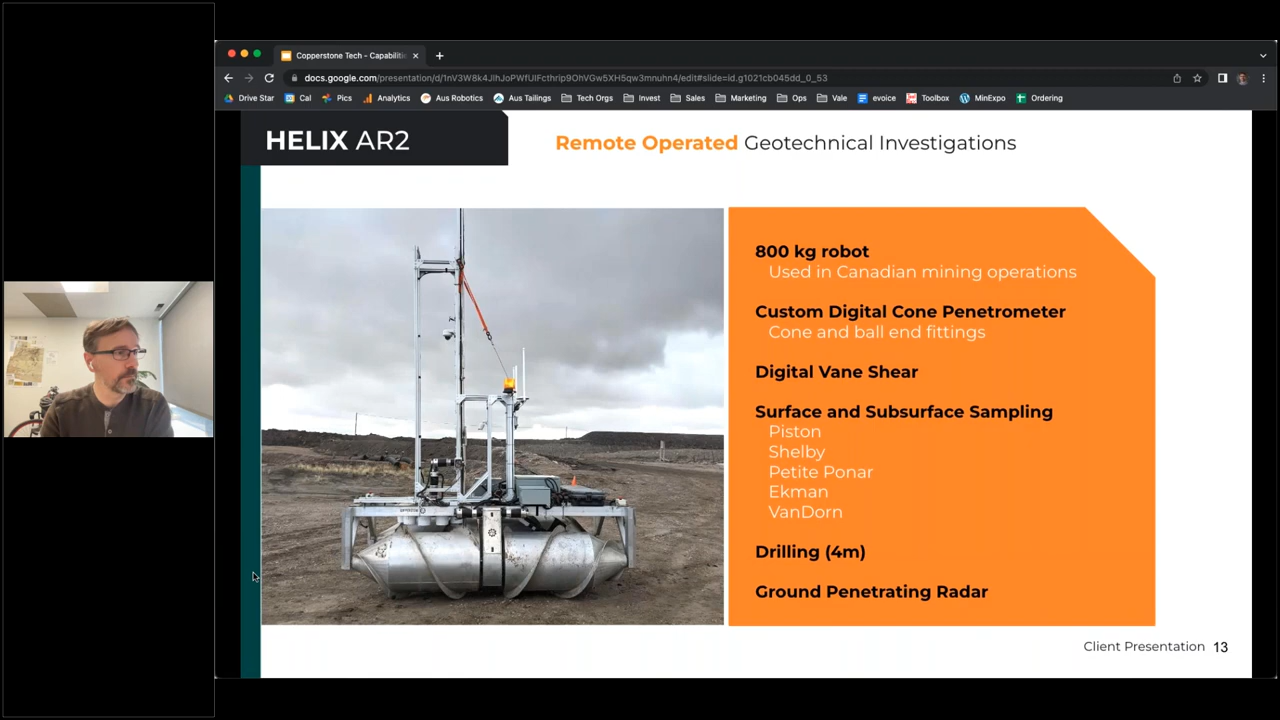 Copperstone Tech - Capabiliti
docs.google.com/presentation/d/1nV3W8k4JlhJoPWfUIFcthrip9OhVGw5XH5qw3mnuhn4/edit#slide=id.g1021cb045dd_0_53
Drive Star Cal Pics Analytics Aus Robotics Aus Tailings Tech Orgs Invest Sales Marketing Ops Vale evoice Toolbox MinExpo Ordering
HELIX AR2
Remote Operated Geotechnical Investigations
800 kg robot
Used in Canadian mining operations
Custom Digital Cone Penetrometer
Cone and ball end fittings
Digital Vane Shear
Surface and Subsurface Sampling
Piston
Shelby
Petite Ponar
Ekman
VanDorn
Drilling (4m)
Ground Penetrating Radar
Client Presentation 13